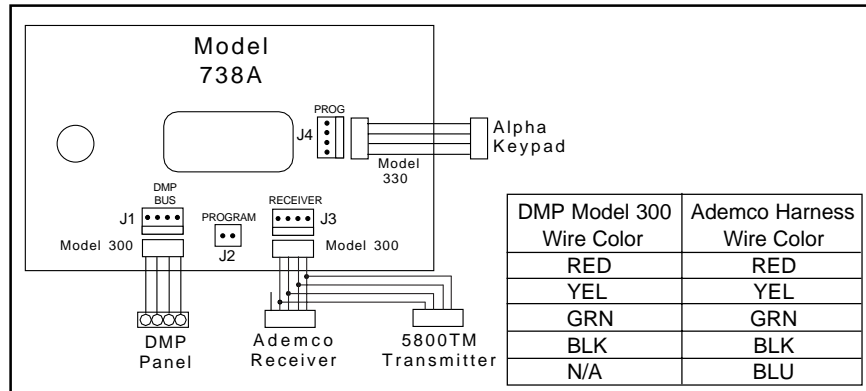 Model
738A
PROG
J4
Alpha
Keypad
Model
330
DMP
BUS
J1
PROGRAM
J2
RECEIVER
J3
Model 300
Model 300
DMP
Panel
Ademco
Receiver
5800TM
Transmitter
DMP Model 300 Wire Color Ademco Harness Wire Color
RED RED
YEL YEL
GRN GRN
BLK BLK
N/A BLU